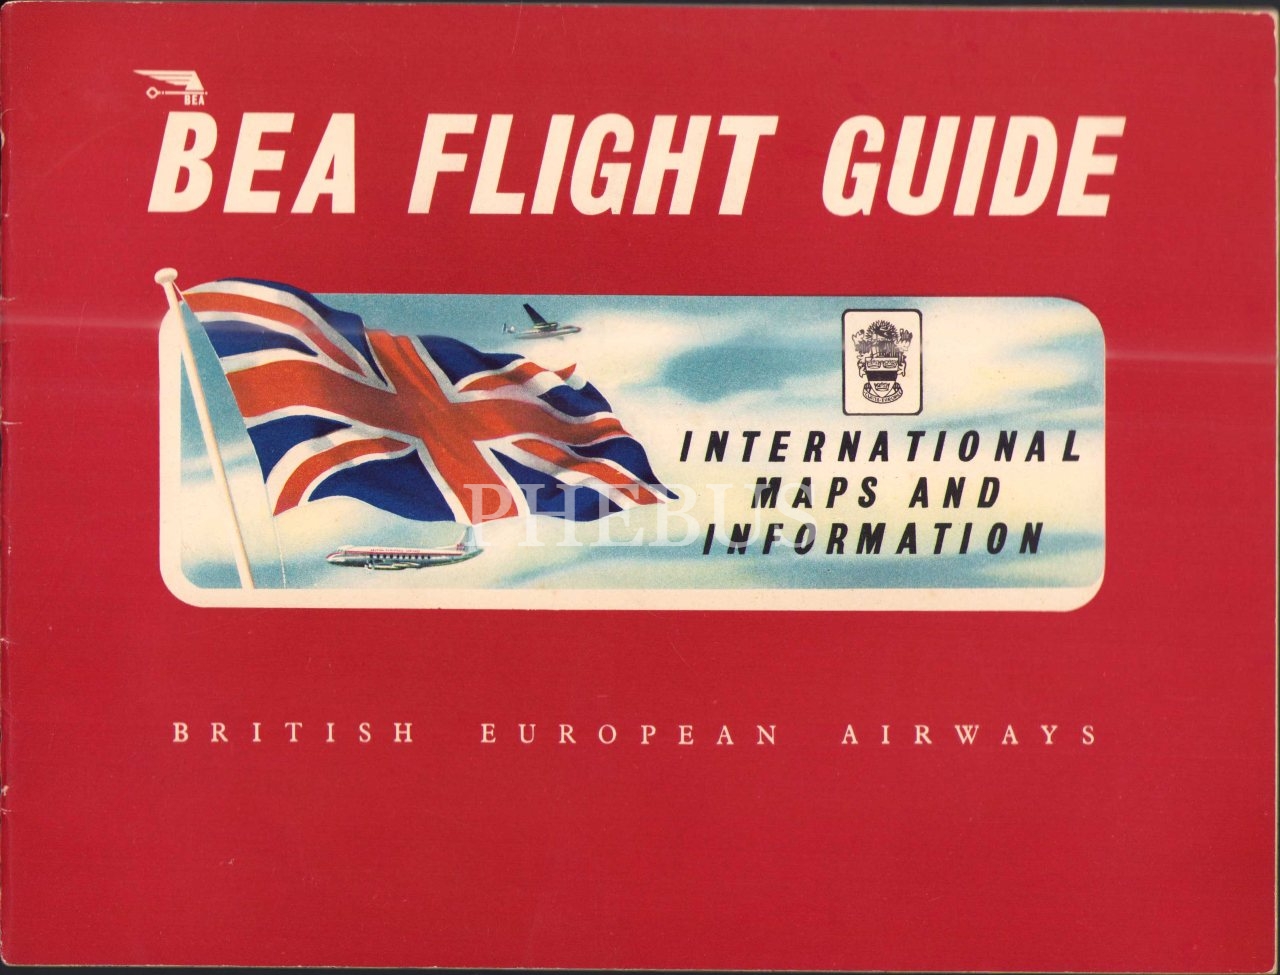 BEA
BEA FLIGHT GUIDE
INTERNATIONAL
MAPS AND
INFORMATION
PHEBUS
BRITISH EUROPEAN AIRWAYS